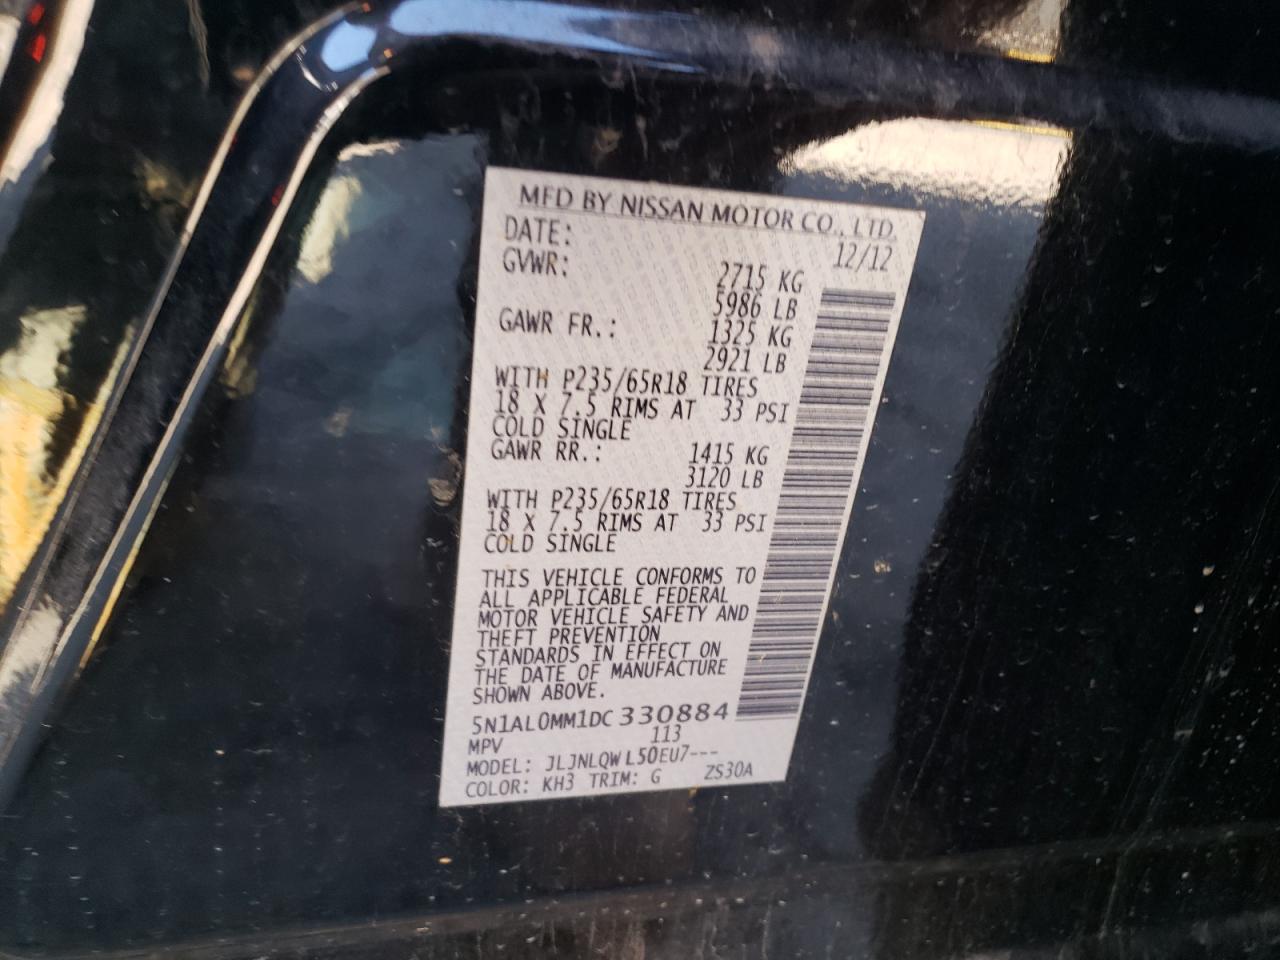 MFD BY NISSAN MOTOR CO., LTD.
DATE: 12/12
GVWR: 2715 KG
5986 LB
GAWR FR.: 1325 KG
2921 LB
WITH P235/65R18 TIRES
18 X 7.5 RIMS AT 33 PSI
COLD SINGLE
GAWR RR.: 1415 KG
3120 LB
WITH P235/65R18 TIRES
18 X 7.5 RIMS AT 33 PSI
COLD SINGLE
THIS VEHICLE CONFORMS TO
ALL APPLICABLE FEDERAL
MOTOR VEHICLE SAFETY AND
THEFT PREVENTION
STANDARDS IN EFFECT ON
THE DATE OF MANUFACTURE
SHOWN ABOVE.
5N1AL0MM1DC330884
MPV 113
MODEL: JLJNLQWL50EU7---
COLOR: KH3 TRIM: G ZS30A